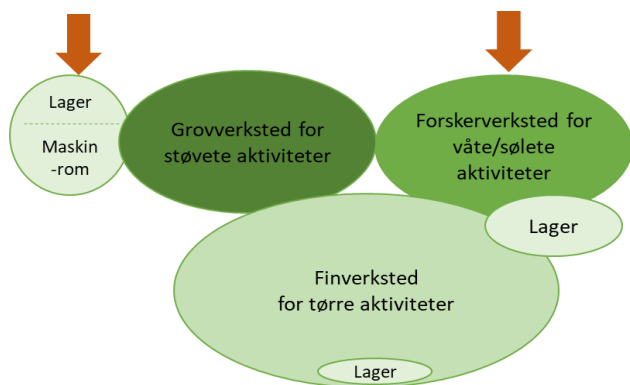 Lager
Maskin
-rom
Grovverksted for
støvete aktiviteter
Forskerverksted for
våte/sølete
aktiviteter
Lager
Finverksted
for tørre aktiviteter
Lager